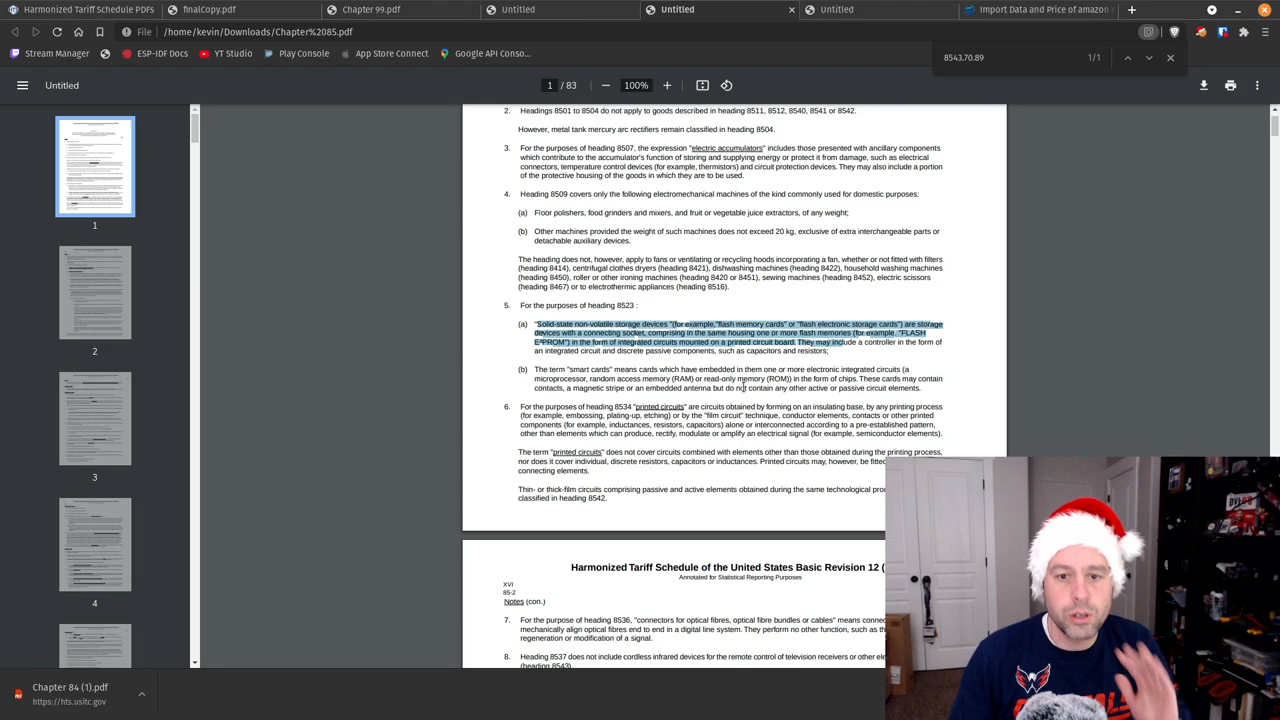 Harmonized Tariff Schedule PDFs
finalCopy.pdf
Chapter 99.pdf
Untitled
Untitled
Untitled
Import Data and Price of amazon
File /home/kevin/Downloads/Chapter%2085.pdf
Stream Manager
ESP-IDF Docs
YT Studio
Play Console
App Store Connect
Google API Conso...
8543.70.89 1/1
Untitled
1 / 83
100%
2. Headings 8501 to 8504 do not apply to goods described in heading 8511, 8512, 8540, 8541 or 8542.
However, metal tank mercury arc rectifiers remain classified in heading 8504.
3. For the purposes of heading 8507, the expression "electric accumulators" includes those presented with ancillary components
which contribute to the accumulator's function of storing and supplying energy or protect it from damage, such as electrical
connectors, temperature control devices (for example, thermistors) and circuit protection devices. They may also include a portion
of the protective housing of the goods in which they are to be used.
4. Heading 8509 covers only the following electromechanical machines of the kind commonly used for domestic purposes:
(a) Floor polishers, food grinders and mixers, and fruit or vegetable juice extractors, of any weight;
(b) Other machines provided the weight of such machines does not exceed 20 kg, exclusive of extra interchangeable parts or
detachable auxiliary devices.
The heading does not, however, apply to fans or ventilating or recycling hoods incorporating a fan, whether or not fitted with filters
(heading 8414), centrifugal clothes dryers (heading 8421), dishwashing machines (heading 8422), household washing machines
(heading 8450), roller or other ironing machines (heading 8420 or 8451), sewing machines (heading 8452), electric scissors
(heading 8467) or to electrothermic appliances (heading 8516).
5. For the purposes of heading 8523 :
(a) "Solid-state non-volatile storage devices "(for example,"flash memory cards" or "flash electronic storage cards") are storage
devices with a connecting socket, comprising in the same housing one or more flash memories (for example. "FLASH
E²PROM") in the form of integrated circuits mounted on a printed circuit board. They may include a controller in the form of
an integrated circuit and discrete passive components, such as capacitors and resistors;
(b) The term "smart cards" means cards which have embedded in them one or more electronic integrated circuits (a
microprocessor, random access memory (RAM) or read-only memory (ROM)) in the form of chips. These cards may contain
contacts, a magnetic stripe or an embedded antenna but do not contain any other active or passive circuit elements.
6. For the purposes of heading 8534 "printed circuits" are circuits obtained by forming on an insulating base, by any printing process
(for example, embossing, plating-up, etching) or by the "film circuit" technique, conductor elements, contacts or other printed
components (for example, inductances, resistors, capacitors) alone or interconnected according to a pre-established pattern,
other than elements which can produce, rectify, modulate or amplify an electrical signal (for example, semiconductor elements).
The term "printed circuits" does not cover circuits combined with elements other than those obtained during the printing process,
nor does it cover individual, discrete resistors, capacitors or inductances. Printed circuits may, however, be fitted
connecting elements.
Thin- or thick-film circuits comprising passive and active elements obtained during the same technological
classified in heading 8542.
Harmonized Tariff Schedule of the United States Basic Revision 12 (
Annotated for Statistical Reporting Purposes
XVI
85-2
Notes (con.)
7. For the purpose of heading 8536, "connectors for optical fibres, optical fibre bundles or cables" means
mechanically align optical fibres end to end in a digital line system. They perform no other function, such as
regeneration or modification of a signal.
8. Heading 8537 does not include cordless infrared devices for the remote control of television receivers or other
(heading 8543)
1
2
3
4
Chapter 84 (1).pdf
https://hts.usitc.gov